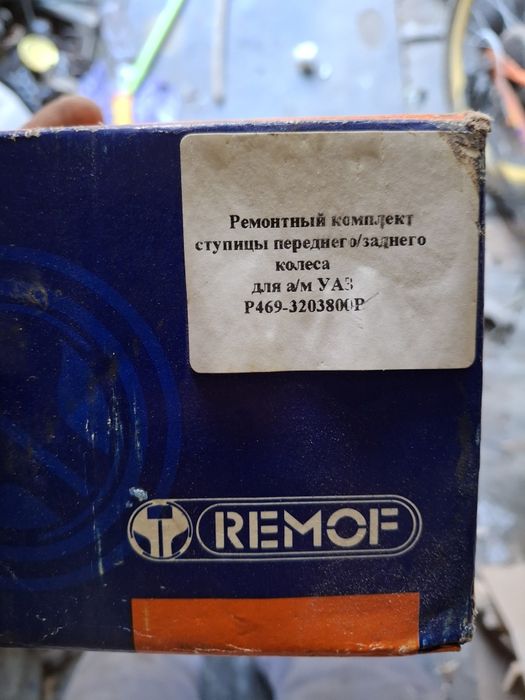 Ремонтный комплект
ступицы переднего/заднего
колеса
для а/м УАЗ
Р469-3203800Р
REMOF